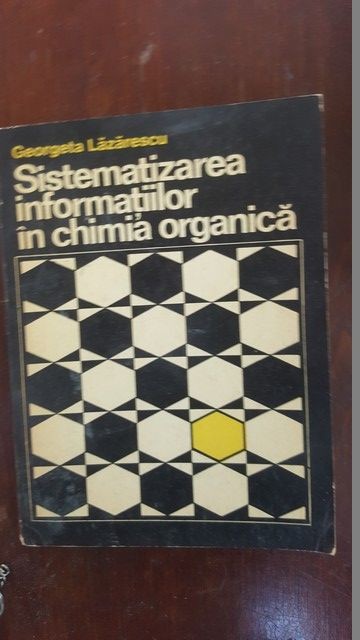 Georgeta Lăzărescu
Sistematizarea
informațiilor
în chimia organică